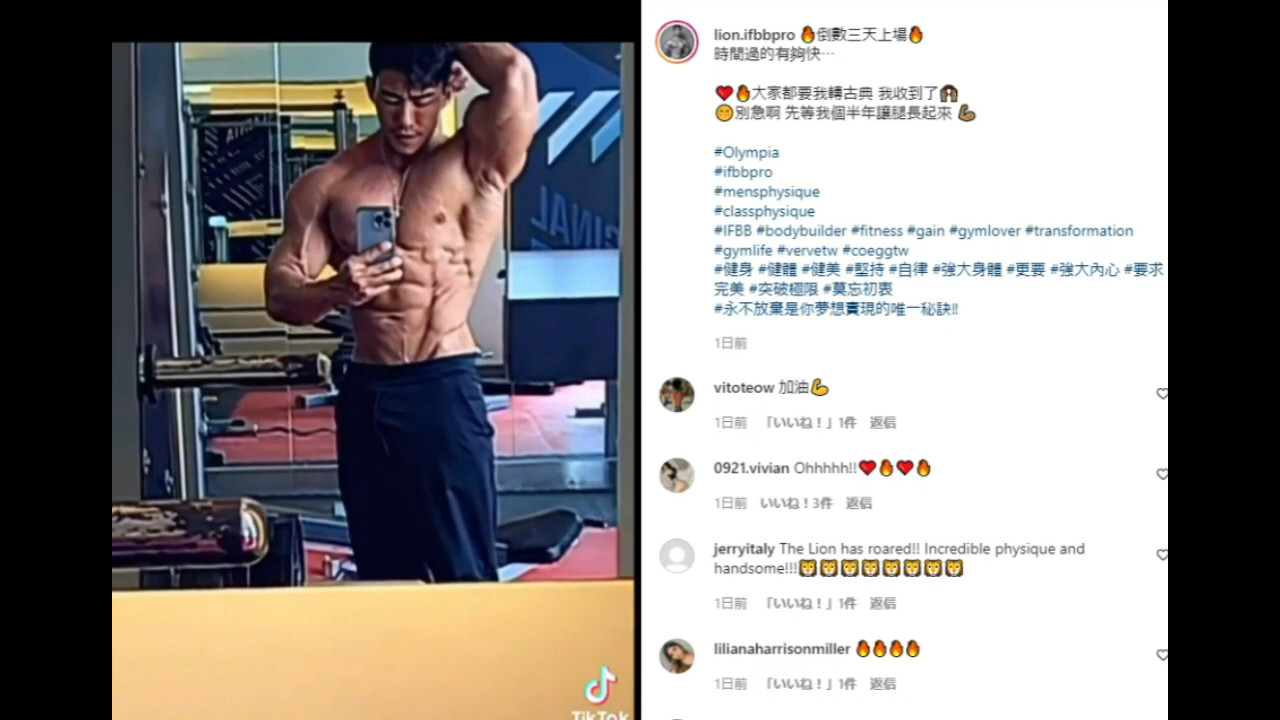 lion.ifbbpro 🔥倒數三天上場🔥
時間過的有夠快⋯
❤️🔥大家都要我轉古典 我收到了🙈
🤭別急啊 先等我個半年讓腿長起來 💪🏽
#Olympia
#ifbbpro
#mensphysique
#classphysique
#IFBB #bodybuilder #fitness #gain #gymlover #transformation
#gymlife #vervetw #coeggtw
#健身 #健體 #健美 #堅持 #自律 #強大身體 #更要 #強大內心 #要求
完美 #突破極限 #莫忘初衷
#永不放棄是你夢想實現的唯一秘訣‼️
1日前
vitoteow 加油💪
1日前 「いいね！」1件 返信
0921.vivian Ohhhhh!!❤️🔥❤️🔥
1日前 いいね！3件 返信
jerryitaly The Lion has roared!! Incredible physique and
handsome!!!🦁🦁🦁🦁🦁🦁🦁🦁
1日前 「いいね！」1件 返信
lilianaharrisonmiller 🔥🔥🔥🔥
1日前 「いいね！」1件 返信
TikTok